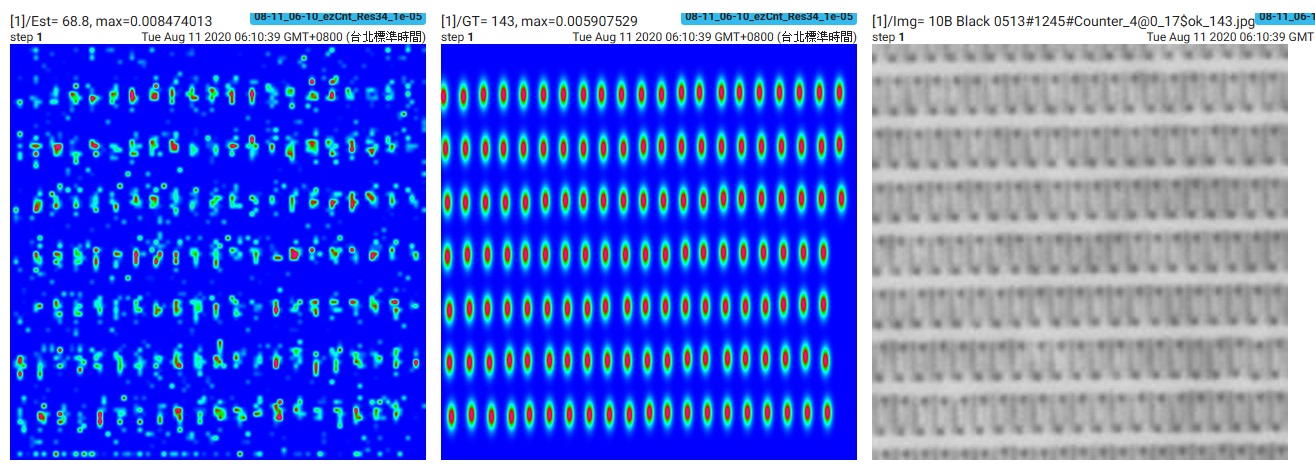 [1]/Est= 68.8, max=0.008474013
08-11_06-10_ezCnt_Res34_1e-05
step 1
Tue Aug 11 2020 06:10:39 GMT+0800 (台北標準時間)
[1]/GT= 143, max=0.005907529
08-11_06-10_ezCnt_Res34_1e-05
step 1
Tue Aug 11 2020 06:10:39 GMT+0800 (台北標準時間)
[1]/Img= 10B Black 0513#1245#Counter_4@0_17$ok_143.jpg
08-11_0
step 1
Tue Aug 11 2020 06:10:39 GMT